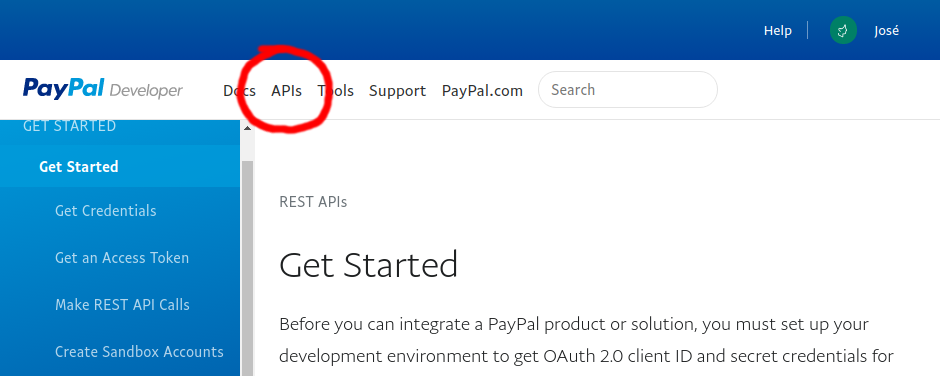 Help José
PayPal Developer Docs APIs Tools Support PayPal.com Search
GET STARTED
Get Started
Get Credentials
Get an Access Token
Make REST API Calls
Create Sandbox Accounts
REST APIs
Get Started
Before you can integrate a PayPal product or solution, you must set up your
development environment to get OAuth 2.0 client ID and secret credentials for